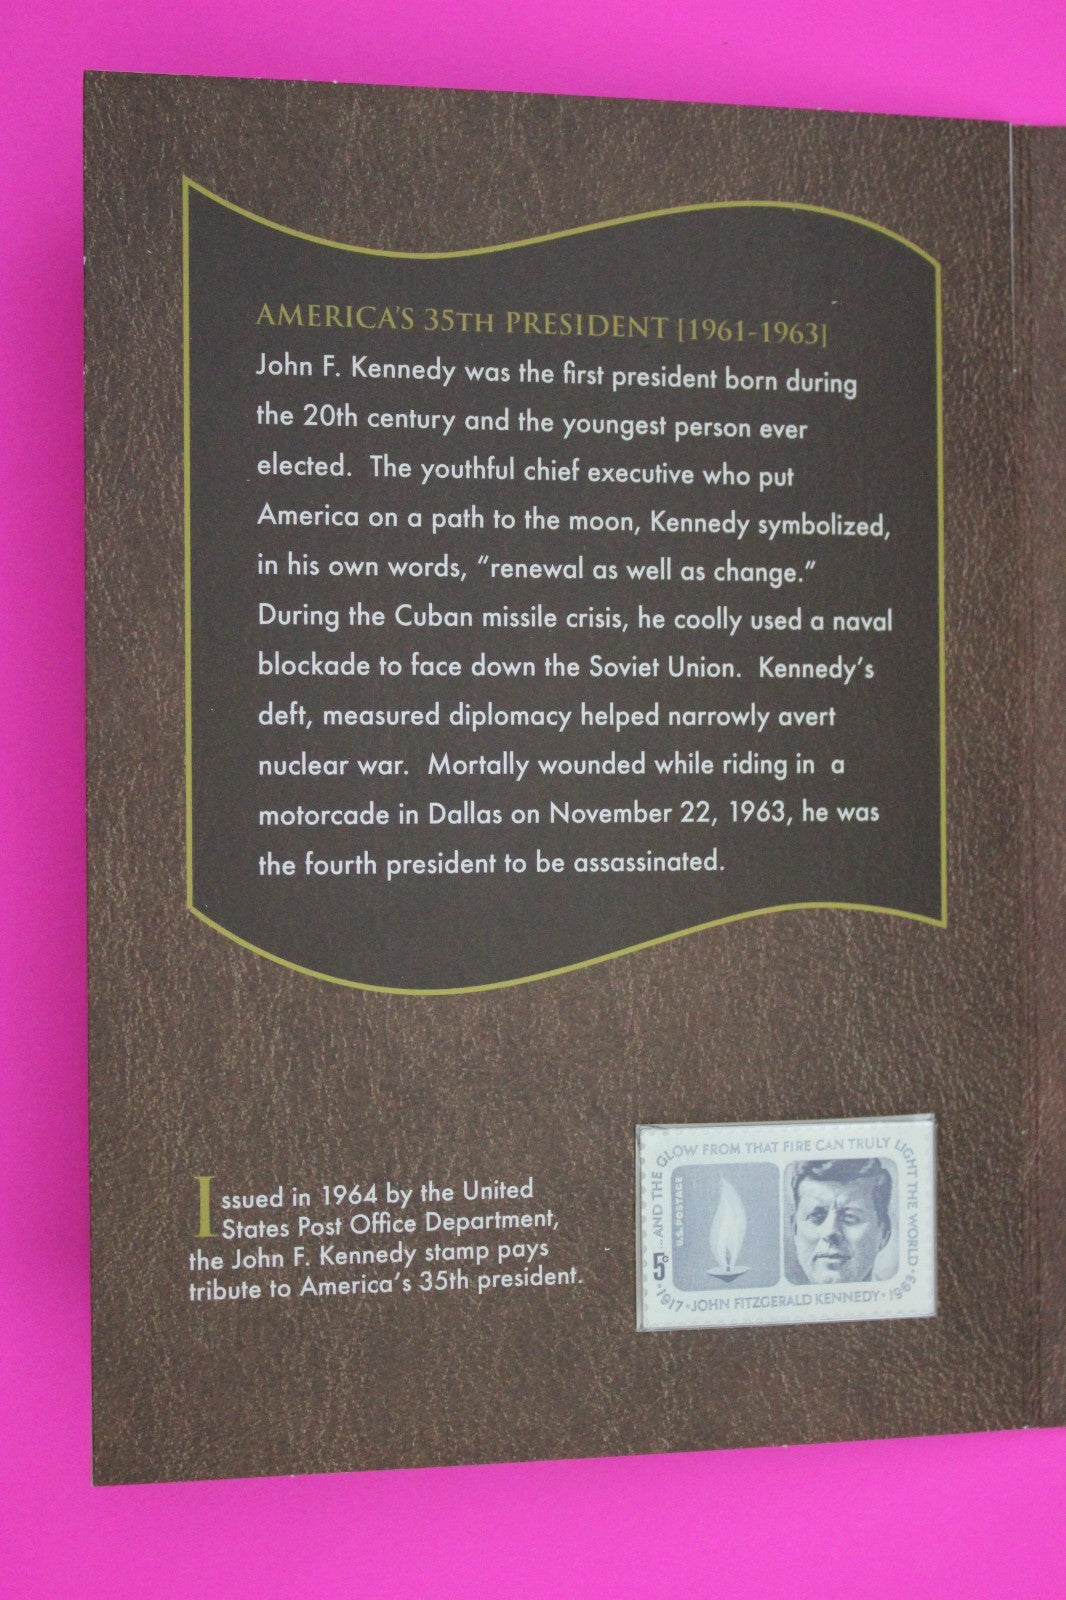 AMERICA'S 35TH PRESIDENT [1961-1963]
John F. Kennedy was the first president born during
the 20th century and the youngest person ever
elected. The youthful chief executive who put
America on a path to the moon, Kennedy symbolized,
in his own words, "renewal as well as change."
During the Cuban missile crisis, he coolly used a naval
blockade to face down the Soviet Union. Kennedy's
deft, measured diplomacy helped narrowly avert
nuclear war. Mortally wounded while riding in a
motorcade in Dallas on November 22, 1963, he was
the fourth president to be assassinated.
Issued in 1964 by the United
States Post Office Department,
the John F. Kennedy stamp pays
tribute to America's 35th president.
...AND THE GLOW FROM THAT FIRE CAN TRULY LIGHT THE WORLD
U.S. POSTAGE
5¢
1917 • JOHN FITZGERALD KENNEDY • 1963